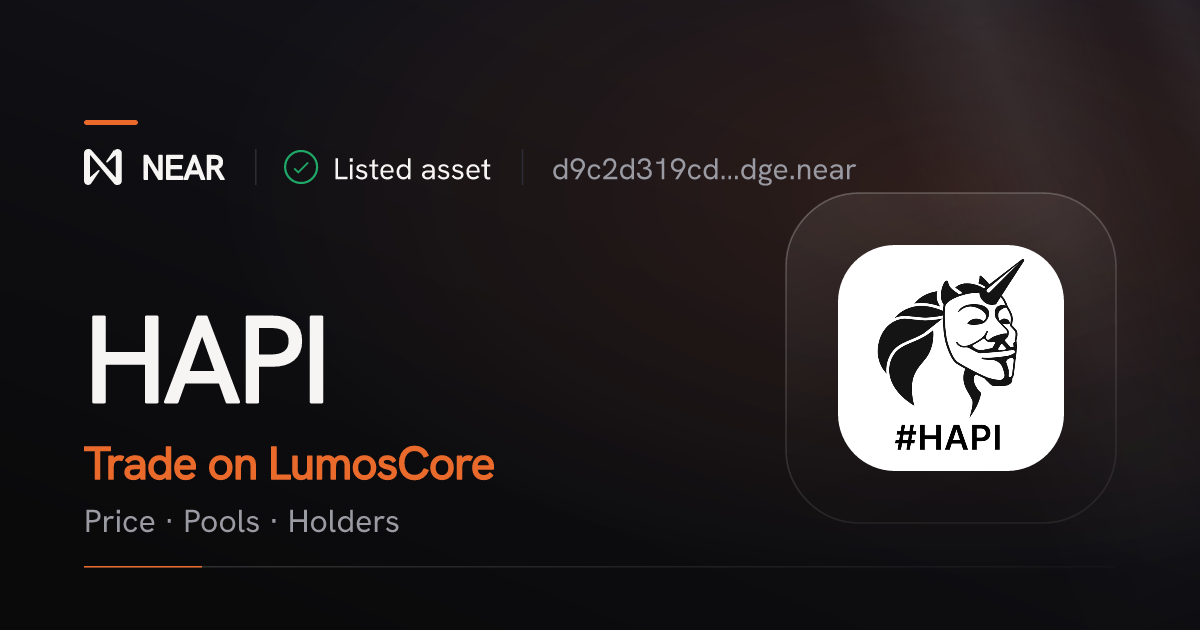 NEAR Listed asset d9c2d319cd...dge.near
HAPI
Trade on LumosCore
Price · Pools · Holders
#HAPI